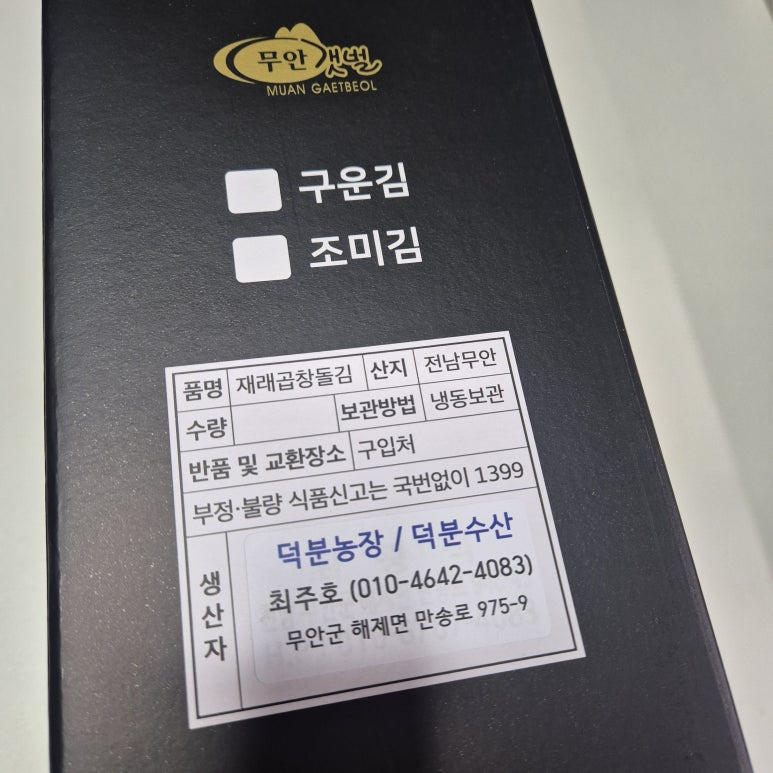 무안갯벌
MUAN GAETBEOL
구운김
조미김
품명 재래곱창돌김 산지 전남무안
수량 보관방법 냉동보관
반품 및 교환장소 구입처
부정·불량 식품신고는 국번없이 1399
생산자
덕분농장 / 덕분수산
최주호 (010-4642-4083)
무안군 해제면 만송로 975-9